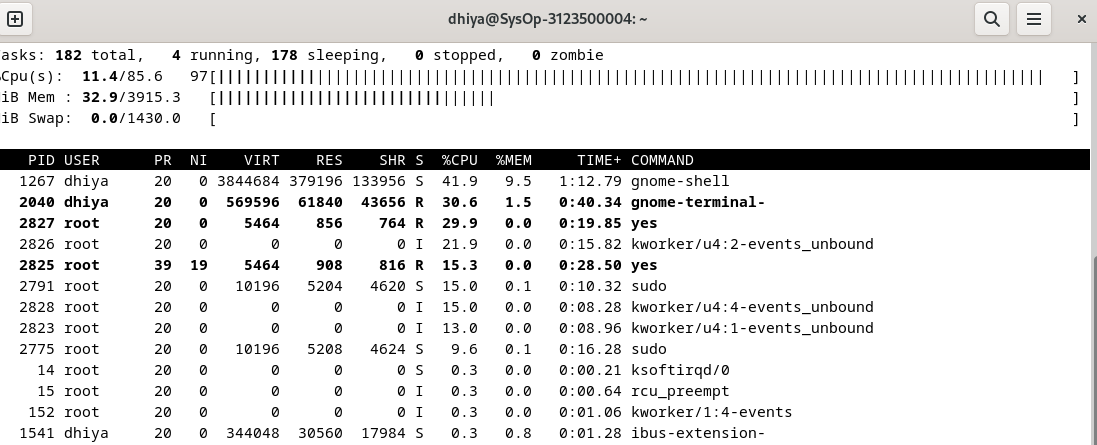 dhiya@SysOp-3123500004: ~
asks: 182 total,   4 running, 178 sleeping,   0 stopped,   0 zombie
Cpu(s):  11.4/85.6   97[||||||||||||||||||||||||||||||||||||||||||||||||||||||||||||||||||||||||||||||||||||||||||||   ]
iB Mem : 32.9/3915.3   [|||||||||||||||||||||||||||||||                                                                ]
iB Swap:  0.0/1430.0   [                                                                                               ]
PID USER      PR  NI    VIRT    RES    SHR S  %CPU  %MEM     TIME+ COMMAND
1267 dhiya     20   0 3844684 379196 133956 S  41.9   9.5   1:12.79 gnome-shell
2040 dhiya     20   0  569596  61840  43656 R  30.6   1.5   0:40.34 gnome-terminal-
2827 root      20   0    5464    856    764 R  29.9   0.0   0:19.85 yes
2826 root      20   0       0      0      0 I  21.9   0.0   0:15.82 kworker/u4:2-events_unbound
2825 root      39  19    5464    908    816 R  15.3   0.0   0:28.50 yes
2791 root      20   0   10196   5204   4620 S  15.0   0.1   0:10.32 sudo
2828 root      20   0       0      0      0 I  15.0   0.0   0:08.28 kworker/u4:4-events_unbound
2823 root      20   0       0      0      0 I  13.0   0.0   0:08.96 kworker/u4:1-events_unbound
2775 root      20   0   10196   5208   4624 S   9.6   0.1   0:16.28 sudo
14 root      20   0       0      0      0 S   0.3   0.0   0:00.21 ksoftirqd/0
15 root      20   0       0      0      0 I   0.3   0.0   0:00.64 rcu_preempt
152 root      20   0       0      0      0 I   0.3   0.0   0:01.06 kworker/1:4-events
1541 dhiya     20   0  344048  30560  17984 S   0.3   0.8   0:01.28 ibus-extension-